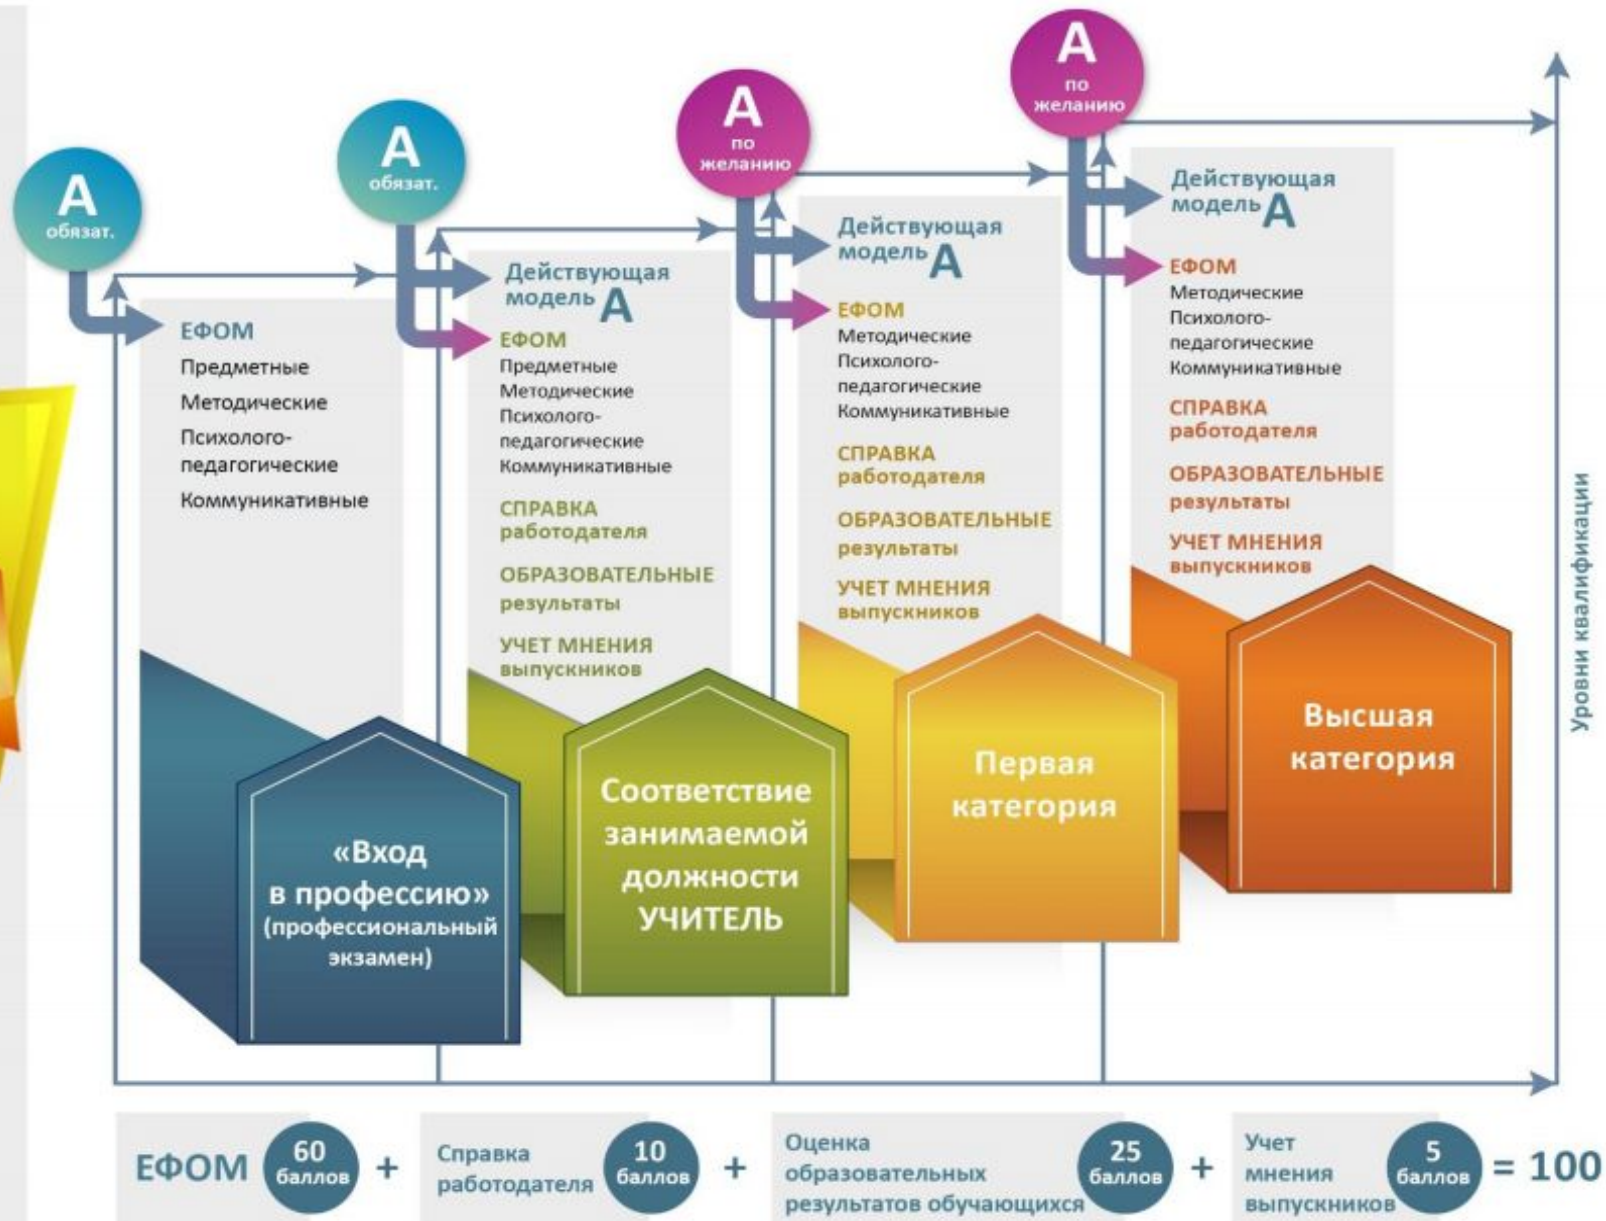 А
обязат.
ЕФОМ
Предметные
Методические
Психолого-
педагогические
Коммуникативные
«Вход
в профессию»
(профессиональный
экзамен)
А
обязат.
Действующая
модель А
ЕФОМ
Предметные
Методические
Психолого-
педагогические
Коммуникативные
СПРАВКА
работодателя
ОБРАЗОВАТЕЛЬНЫЕ
результаты
УЧЕТ МНЕНИЯ
выпускников
Соответствие
занимаемой
должности
УЧИТЕЛЬ
А
по
желанию
Действующая
модель А
ЕФОМ
Методические
Психолого-
педагогические
Коммуникативные
СПРАВКА
работодателя
ОБРАЗОВАТЕЛЬНЫЕ
результаты
УЧЕТ МНЕНИЯ
выпускников
Первая
категория
А
по
желанию
Действующая
модель А
ЕФОМ
Методические
Психолого-
педагогические
Коммуникативные
СПРАВКА
работодателя
ОБРАЗОВАТЕЛЬНЫЕ
результаты
УЧЕТ МНЕНИЯ
выпускников
Высшая
категория
Уровни квалификации
ЕФОМ
60
баллов
+
Справка
работодателя
10
баллов
+
Оценка
образовательных
результатов обучающихся
25
баллов
+
Учет
мнения
выпускников
5
баллов
= 100